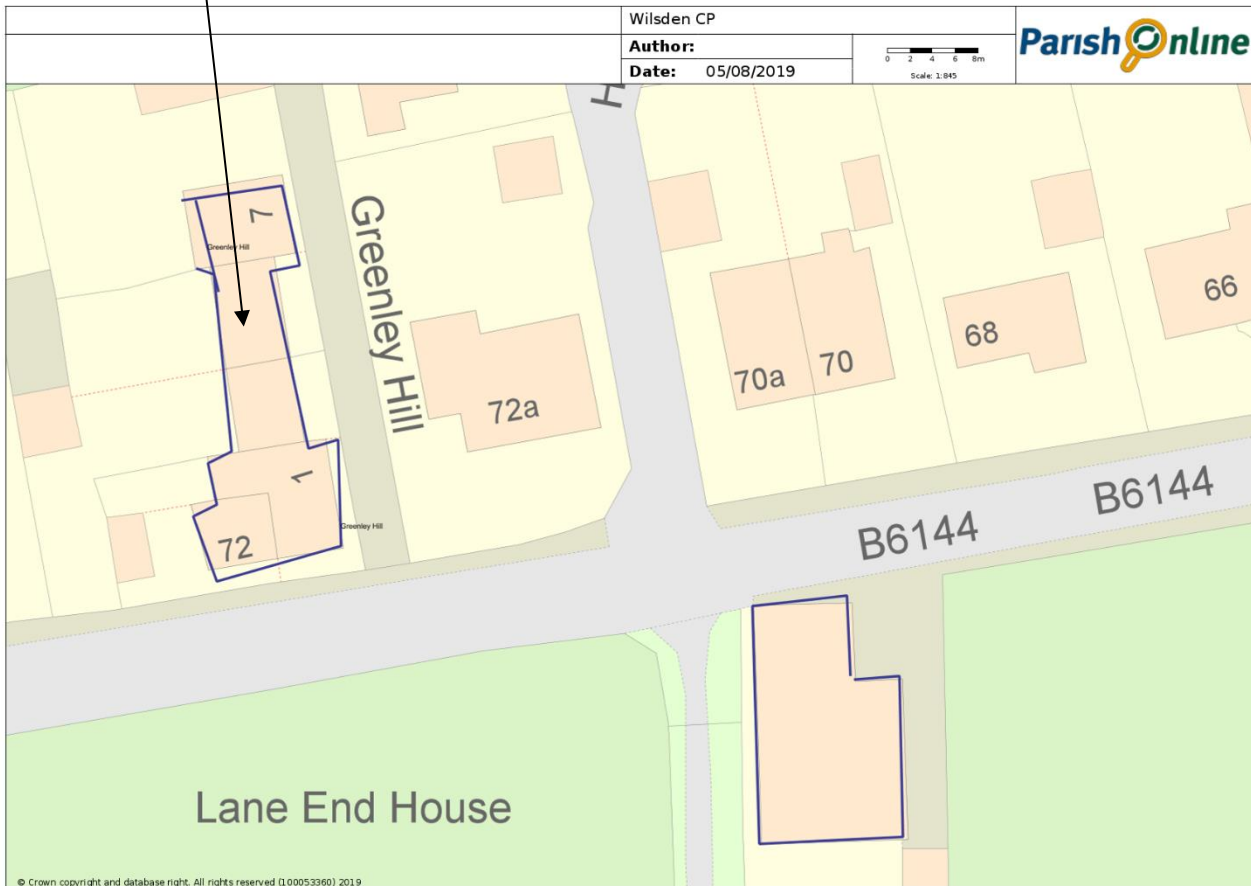 Wilsden CP
Author:
Date: 05/08/2019
0 2 4 6 8m
Scale: 1:845
Parish Online
H
7
Greenley Hill
Greenley Hill
72a
70a
70
68
66
1
Greenley Hill
72
B6144
B6144
Lane End House
© Crown copyright and database right. All rights reserved (100053360) 2019